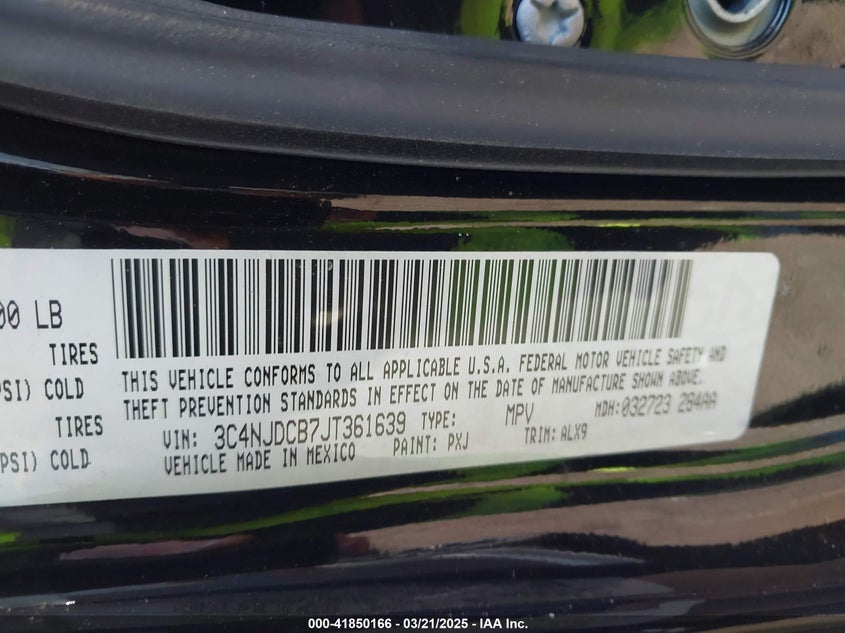 00 LB
TIRES
PSI) COLD
TIRES
PSI) COLD
THIS VEHICLE CONFORMS TO ALL APPLICABLE U.S.A. FEDERAL MOTOR VEHICLE SAFETY AND
THEFT PREVENTION STANDARDS IN EFFECT ON THE DATE OF MANUFACTURE SHOWN ABOVE.
VIN: 3C4NJDCB7JT361639 TYPE: MPV MDH:032723 284AA
VEHICLE MADE IN MEXICO PAINT: PXJ TRIM: ALX9
000-41850166 — 03/21/2025 — IAA Inc.